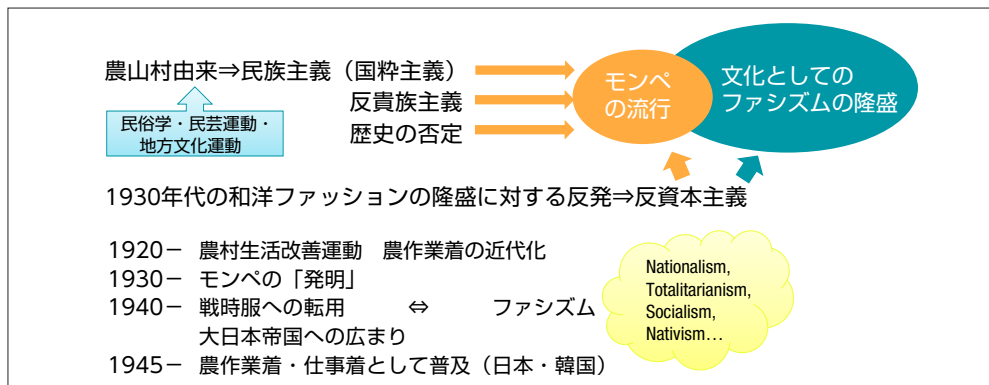 農山村由来⇒民族主義（国粋主義）
反貴族主義
歴史の否定
民俗学・民芸運動・
地方文化運動
モンペ
の流行
文化としての
ファシズムの隆盛
1930年代の和洋ファッションの隆盛に対する反発⇒反資本主義
1920－　農村生活改善運動　農作業着の近代化
1930－　モンペの「発明」
1940－　戦時服への転用　⇔　ファシズム
大日本帝国への広まり
1945－　農作業着・仕事着として普及（日本・韓国）
Nationalism,
Totalitarianism,
Socialism,
Nativism…